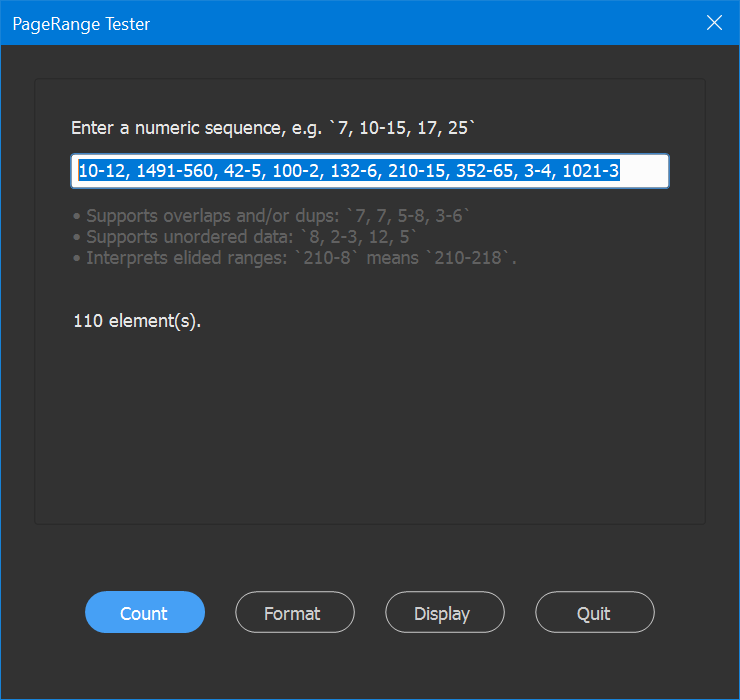 PageRange Tester
Enter a numeric sequence, e.g. `7, 10-15, 17, 25`
10-12, 1491-560, 42-5, 100-2, 132-6, 210-15, 352-65, 3-4, 1021-3
• Supports overlaps and/or dups: `7, 7, 5-8, 3-6`
• Supports unordered data: `8, 2-3, 12, 5`
• Interprets elided ranges: `210-8` means `210-218`.
110 element(s).
Count Format Display Quit